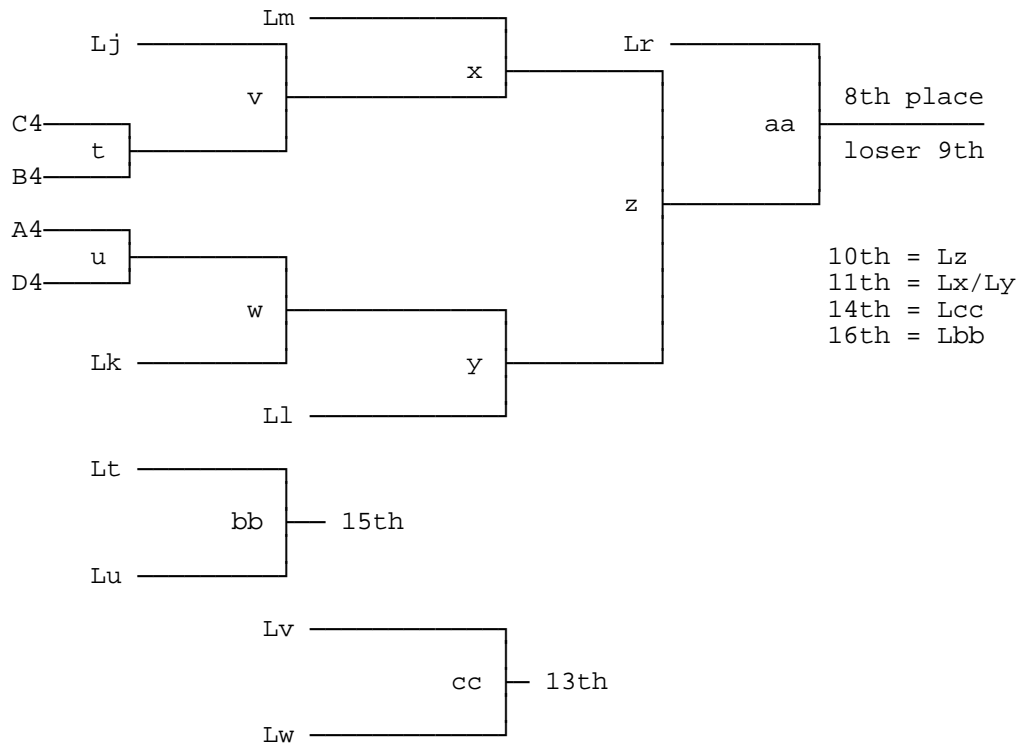 Lm
Lj
Lr
x
v
8th place
C4
aa
t
loser 9th
B4
z
A4
u
10th = Lz
D4
11th = Lx/Ly
w
14th = Lcc
16th = Lbb
Lk
y
Ll
Lt
bb
15th
Lu
Lv
cc
13th
Lw